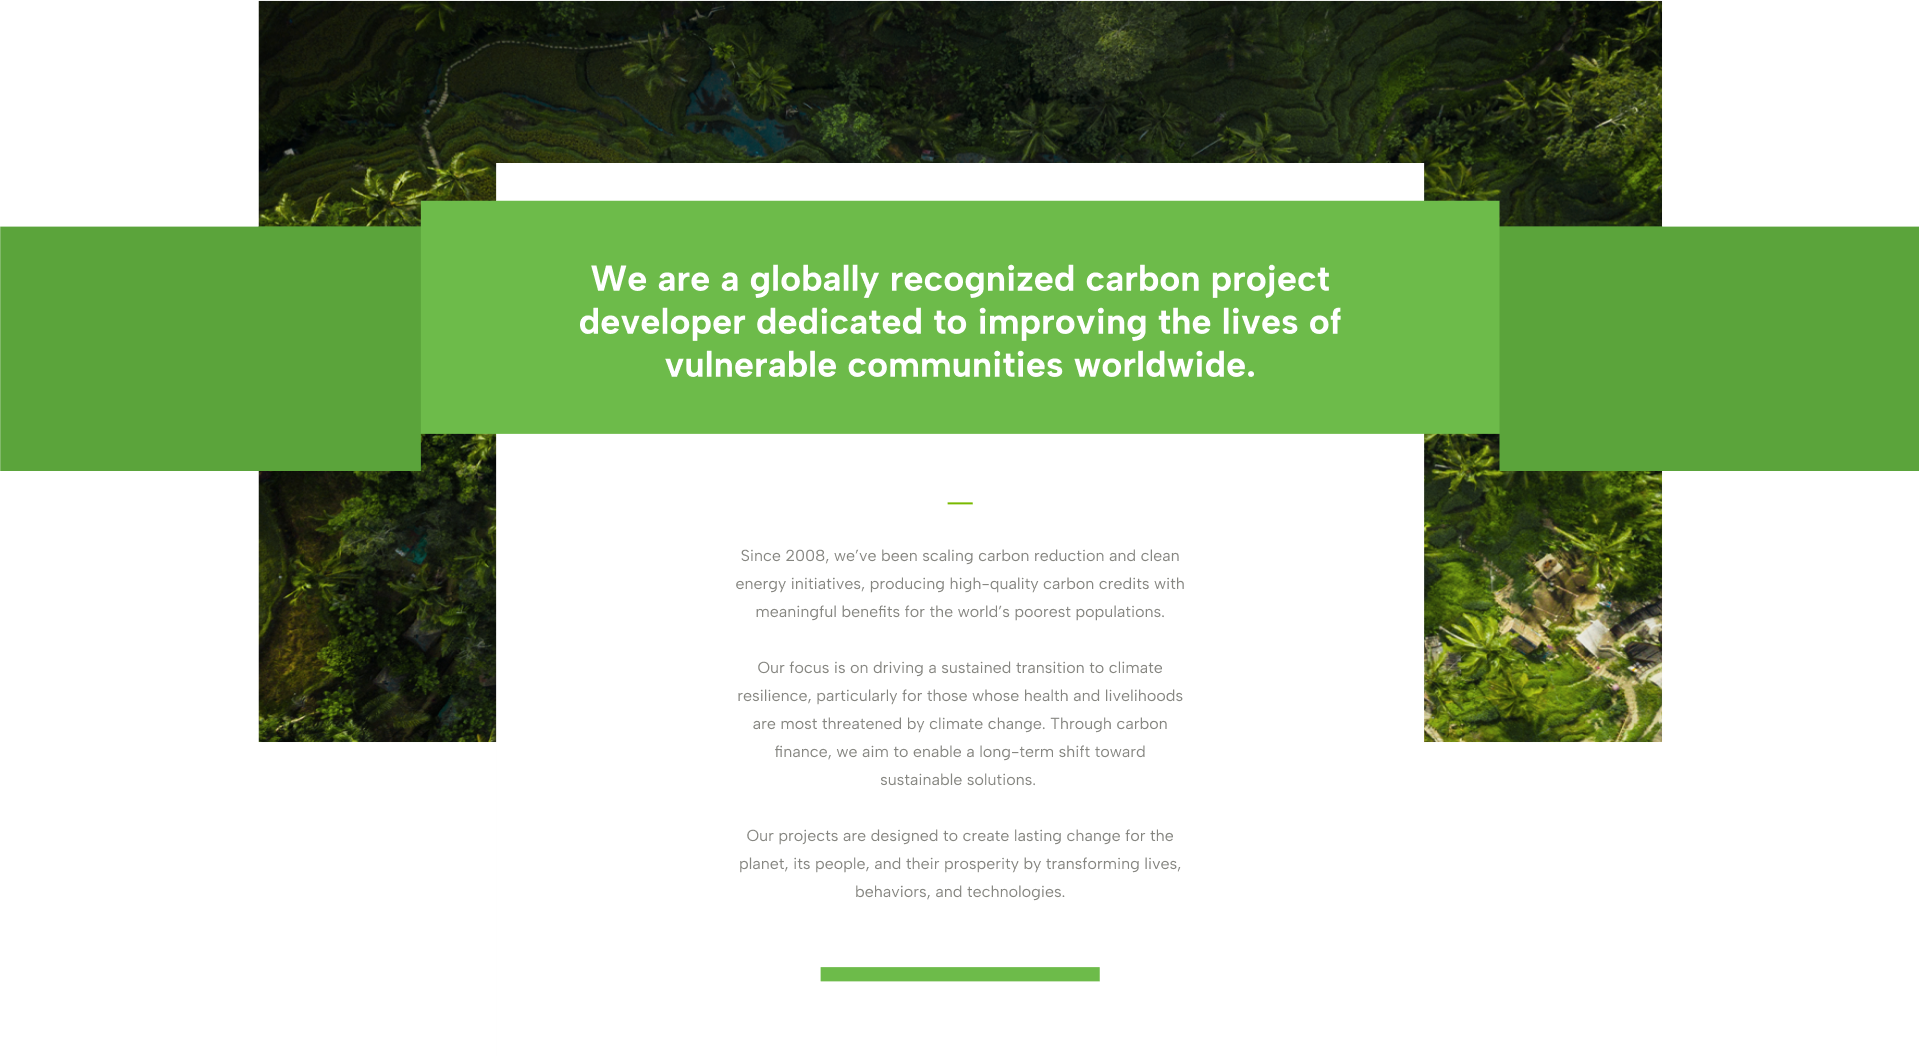 We are a globally recognized carbon project
developer dedicated to improving the lives of
vulnerable communities worldwide.
Since 2008, we've been scaling carbon reduction and clean
energy initiatives, producing high-quality carbon credits with
meaningful benefits for the world's poorest populations.
Our focus is on driving a sustained transition to climate
resilience, particularly for those whose health and livelihoods
are most threatened by climate change. Through carbon
finance, we aim to enable a long-term shift toward
sustainable solutions.
Our projects are designed to create lasting change for the
planet, its people, and their prosperity by transforming lives,
behaviors, and technologies.